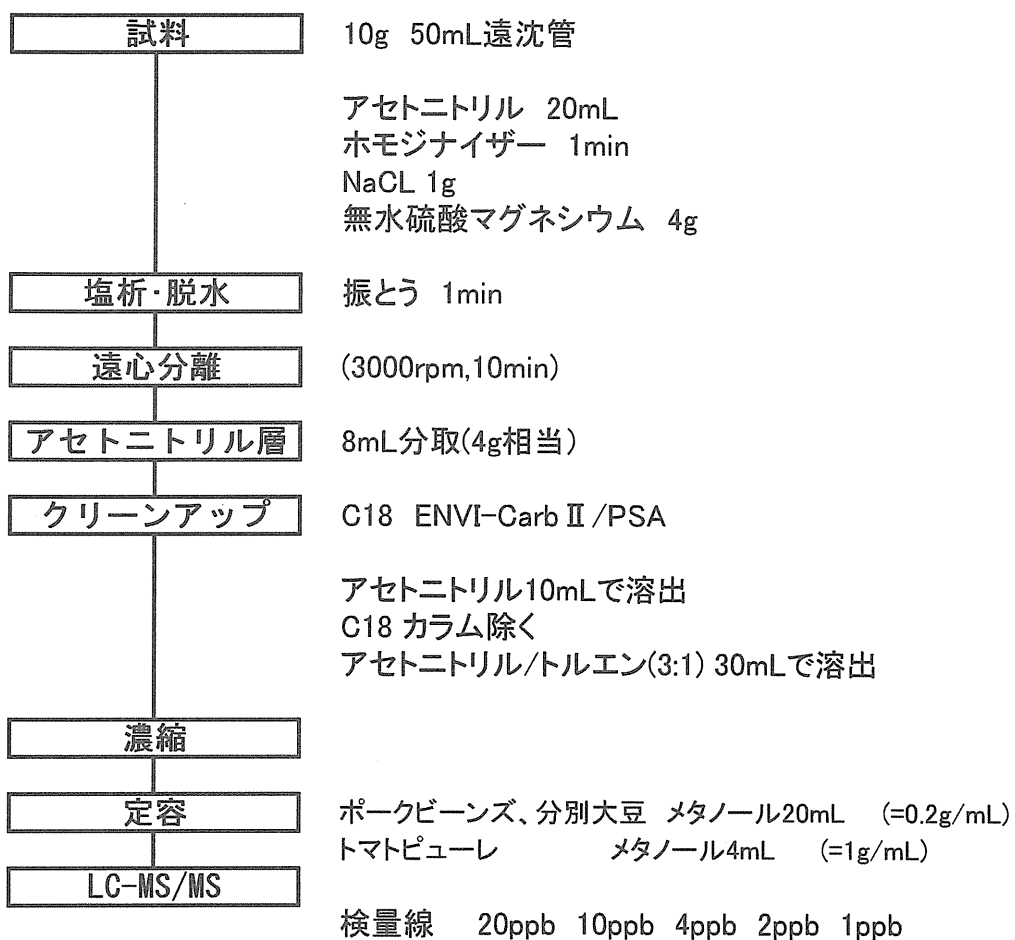 試料 10g 50mL遠沈管
アセトニトリル 20mL
ホモジナイザー 1min
NaCL 1g
無水硫酸マグネシウム 4g
塩析・脱水 振とう 1min
遠心分離 (3000rpm,10min)
アセトニトリル層 8mL分取(4g相当)
クリーンアップ C18 ENVI-CarbⅡ/PSA
アセトニトリル10mLで溶出
C18 カラム除く
アセトニトリル/トルエン(3:1) 30mLで溶出
濃縮
定容 ポークビーンズ、分別大豆 メタノール20mL (=0.2g/mL)
トマトピューレ メタノール4mL (=1g/mL)
LC-MS/MS
検量線 20ppb 10ppb 4ppb 2ppb 1ppb